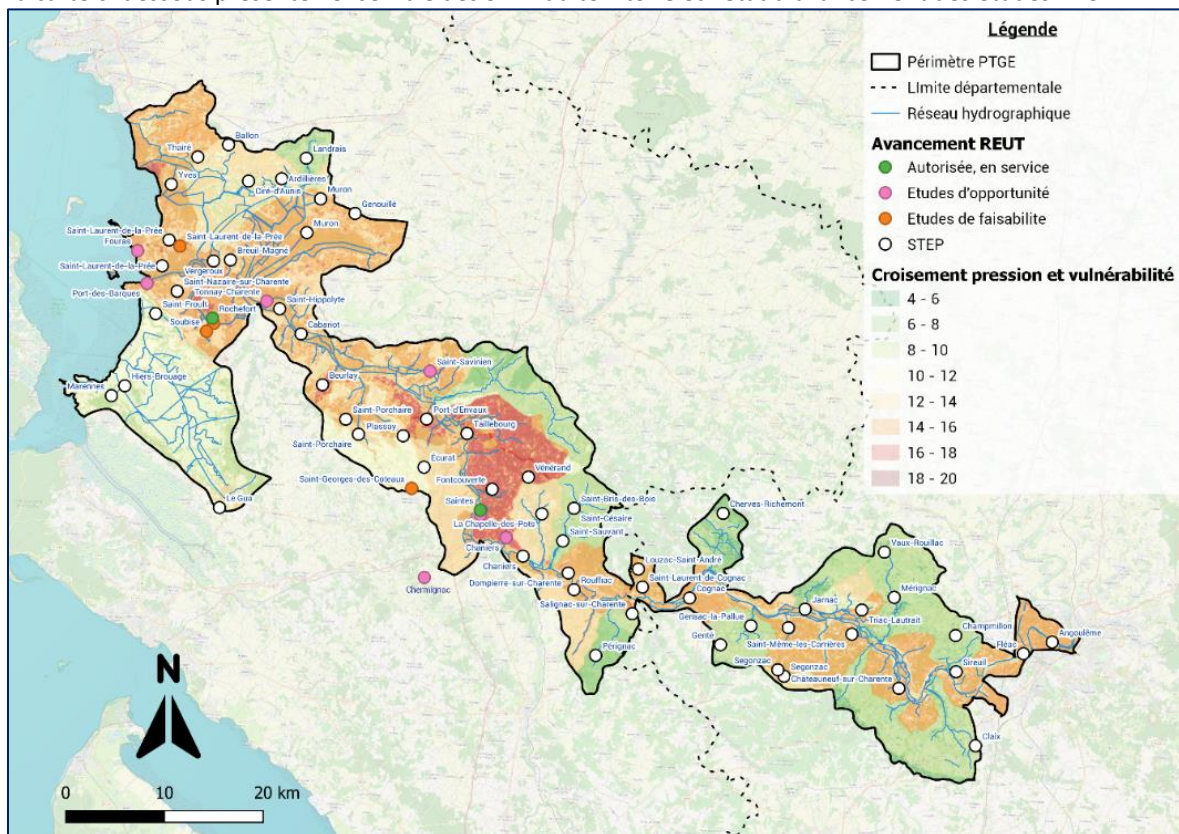 Légende
Périmètre PTGE
LImite départementale
Réseau hydrographique
Avancement REUT
Autorisée, en service
Etudes d'opportunité
Etudes de faisabilite
STEP
Croisement pression et vulnérabilité
4 - 6
6 - 8
8 - 10
10 - 12
12 - 14
14 - 16
16 - 18
18 - 20
Ballon
Thairé
Landrais
Yves
Ardillières
Ciré-d'Aunis
Muron
Genouille
Saint-Laurent-de-la-Prée
Saint-Laurent-de-la-Prée
Muron
Fouras
Breuil-Magné
Saint-Laurent-de-la-Prée
Vergeroux
Saint-Nazaire-sur-Charente
Port-des-Barques
Tonnay-Charente
Saint-Hippolyte
Saint-Froult
Rochefort
Soubise
Cabariot
Hiers-Brouage
Marennes
Saint-Savinien
Beurlay
Saint-Porchaire
Port-d'Envaux
Plassay
Taillebourg
Saint-Porchaire
Ecurat
Vénérand
Saint-Georges-des-Coteaux
Fontcouverte
Le Gua
Saintes
Saint-Bris-des-Bois
Cherves-Richemont
La Chapelle-des-Pots
Saint-Césaire
Saint-Sauvant
Chaniers
Chaniers
Vaux-Rouillac
Louzac-Saint-André
Chermignac
Dompierre-sur-Charente
Rouffiac
Saint-Laurent-de-Cognac
Mérignac
Cognac
Salignac-sur-Charente
Jarnac
Gensac-la-Pallue
Triac-Lautrait
Champmillon
Angoulême
Genté
Saint-Même-les-Carrières
Fléac
Pérignac
Segonzac
Segonzac
Sireuil
Châteauneuf-sur-Charente
Claix
N
0
10
20 km